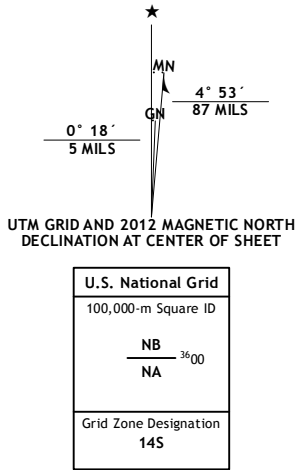 ★
MN
4° 53´
87 MILS
GN
0° 18´
5 MILS
UTM GRID AND 2012 MAGNETIC NORTH
DECLINATION AT CENTER OF SHEET
U.S. National Grid
100,000-m Square ID
NB
3600
NA
Grid Zone Designation
14S